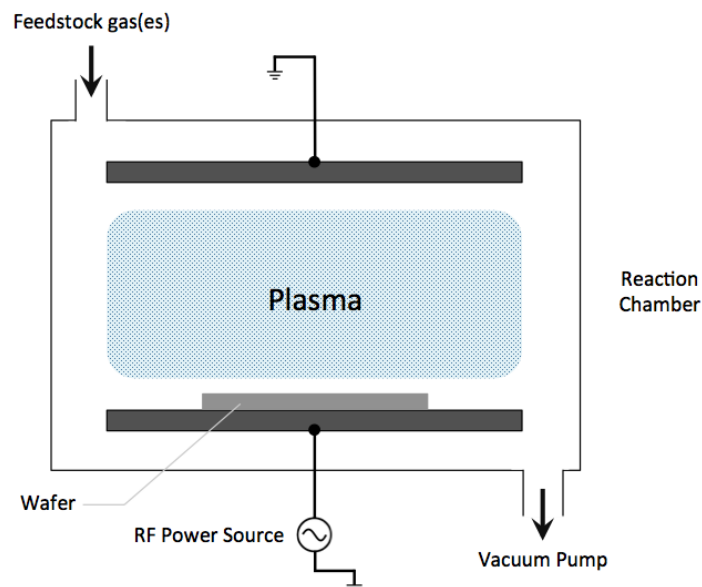 Feedstock gas(es)
Plasma
Reaction
Chamber
Wafer
RF Power Source
Vacuum Pump